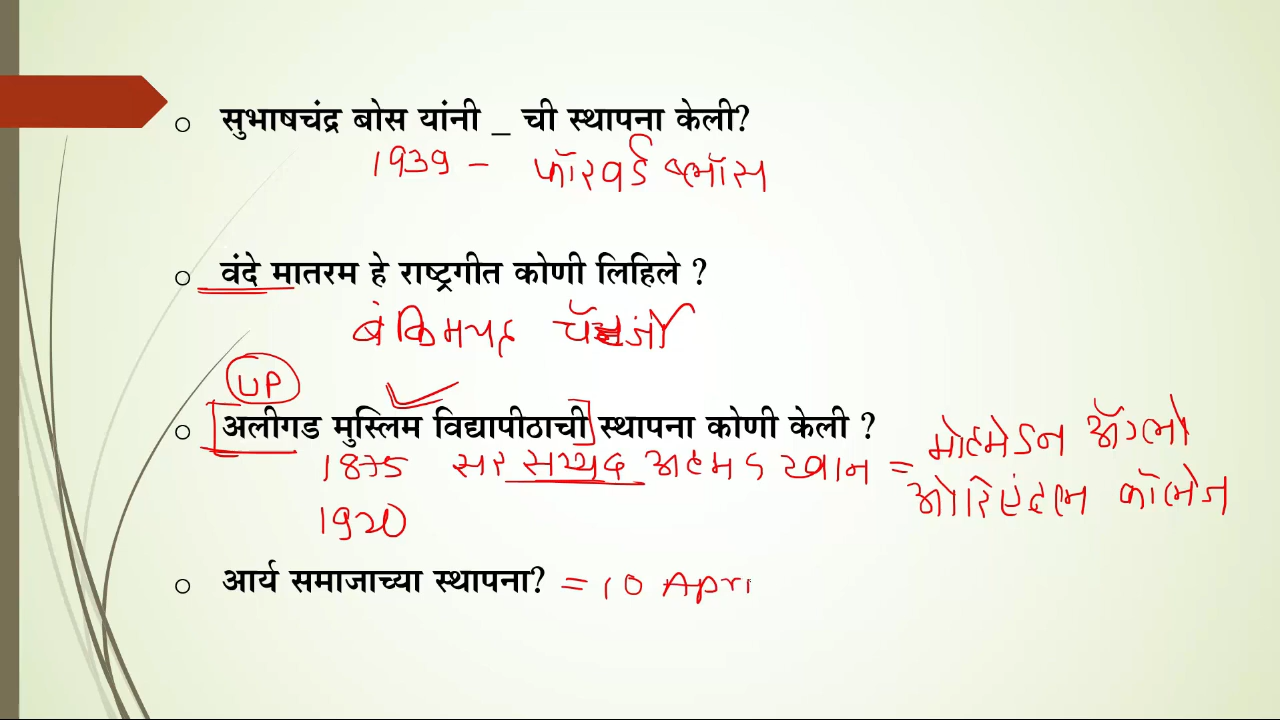 सुभाषचंद्र बोस यांनी _ ची स्थापना केली?
1939 - फॉरवर्ड ब्लॉस
वंदे मातरम हे राष्ट्रगीत कोणी लिहिले ?
बंकिमचंद्र चॅटर्जी
UP
अलीगड मुस्लिम विद्यापीठाची स्थापना कोणी केली ?
1875 सर सय्यद अहमद खान = मोहमेडन अँग्लो
ओरिएंटल कॉलेज
1920
आर्य समाजाच्या स्थापना? = 10 Apri